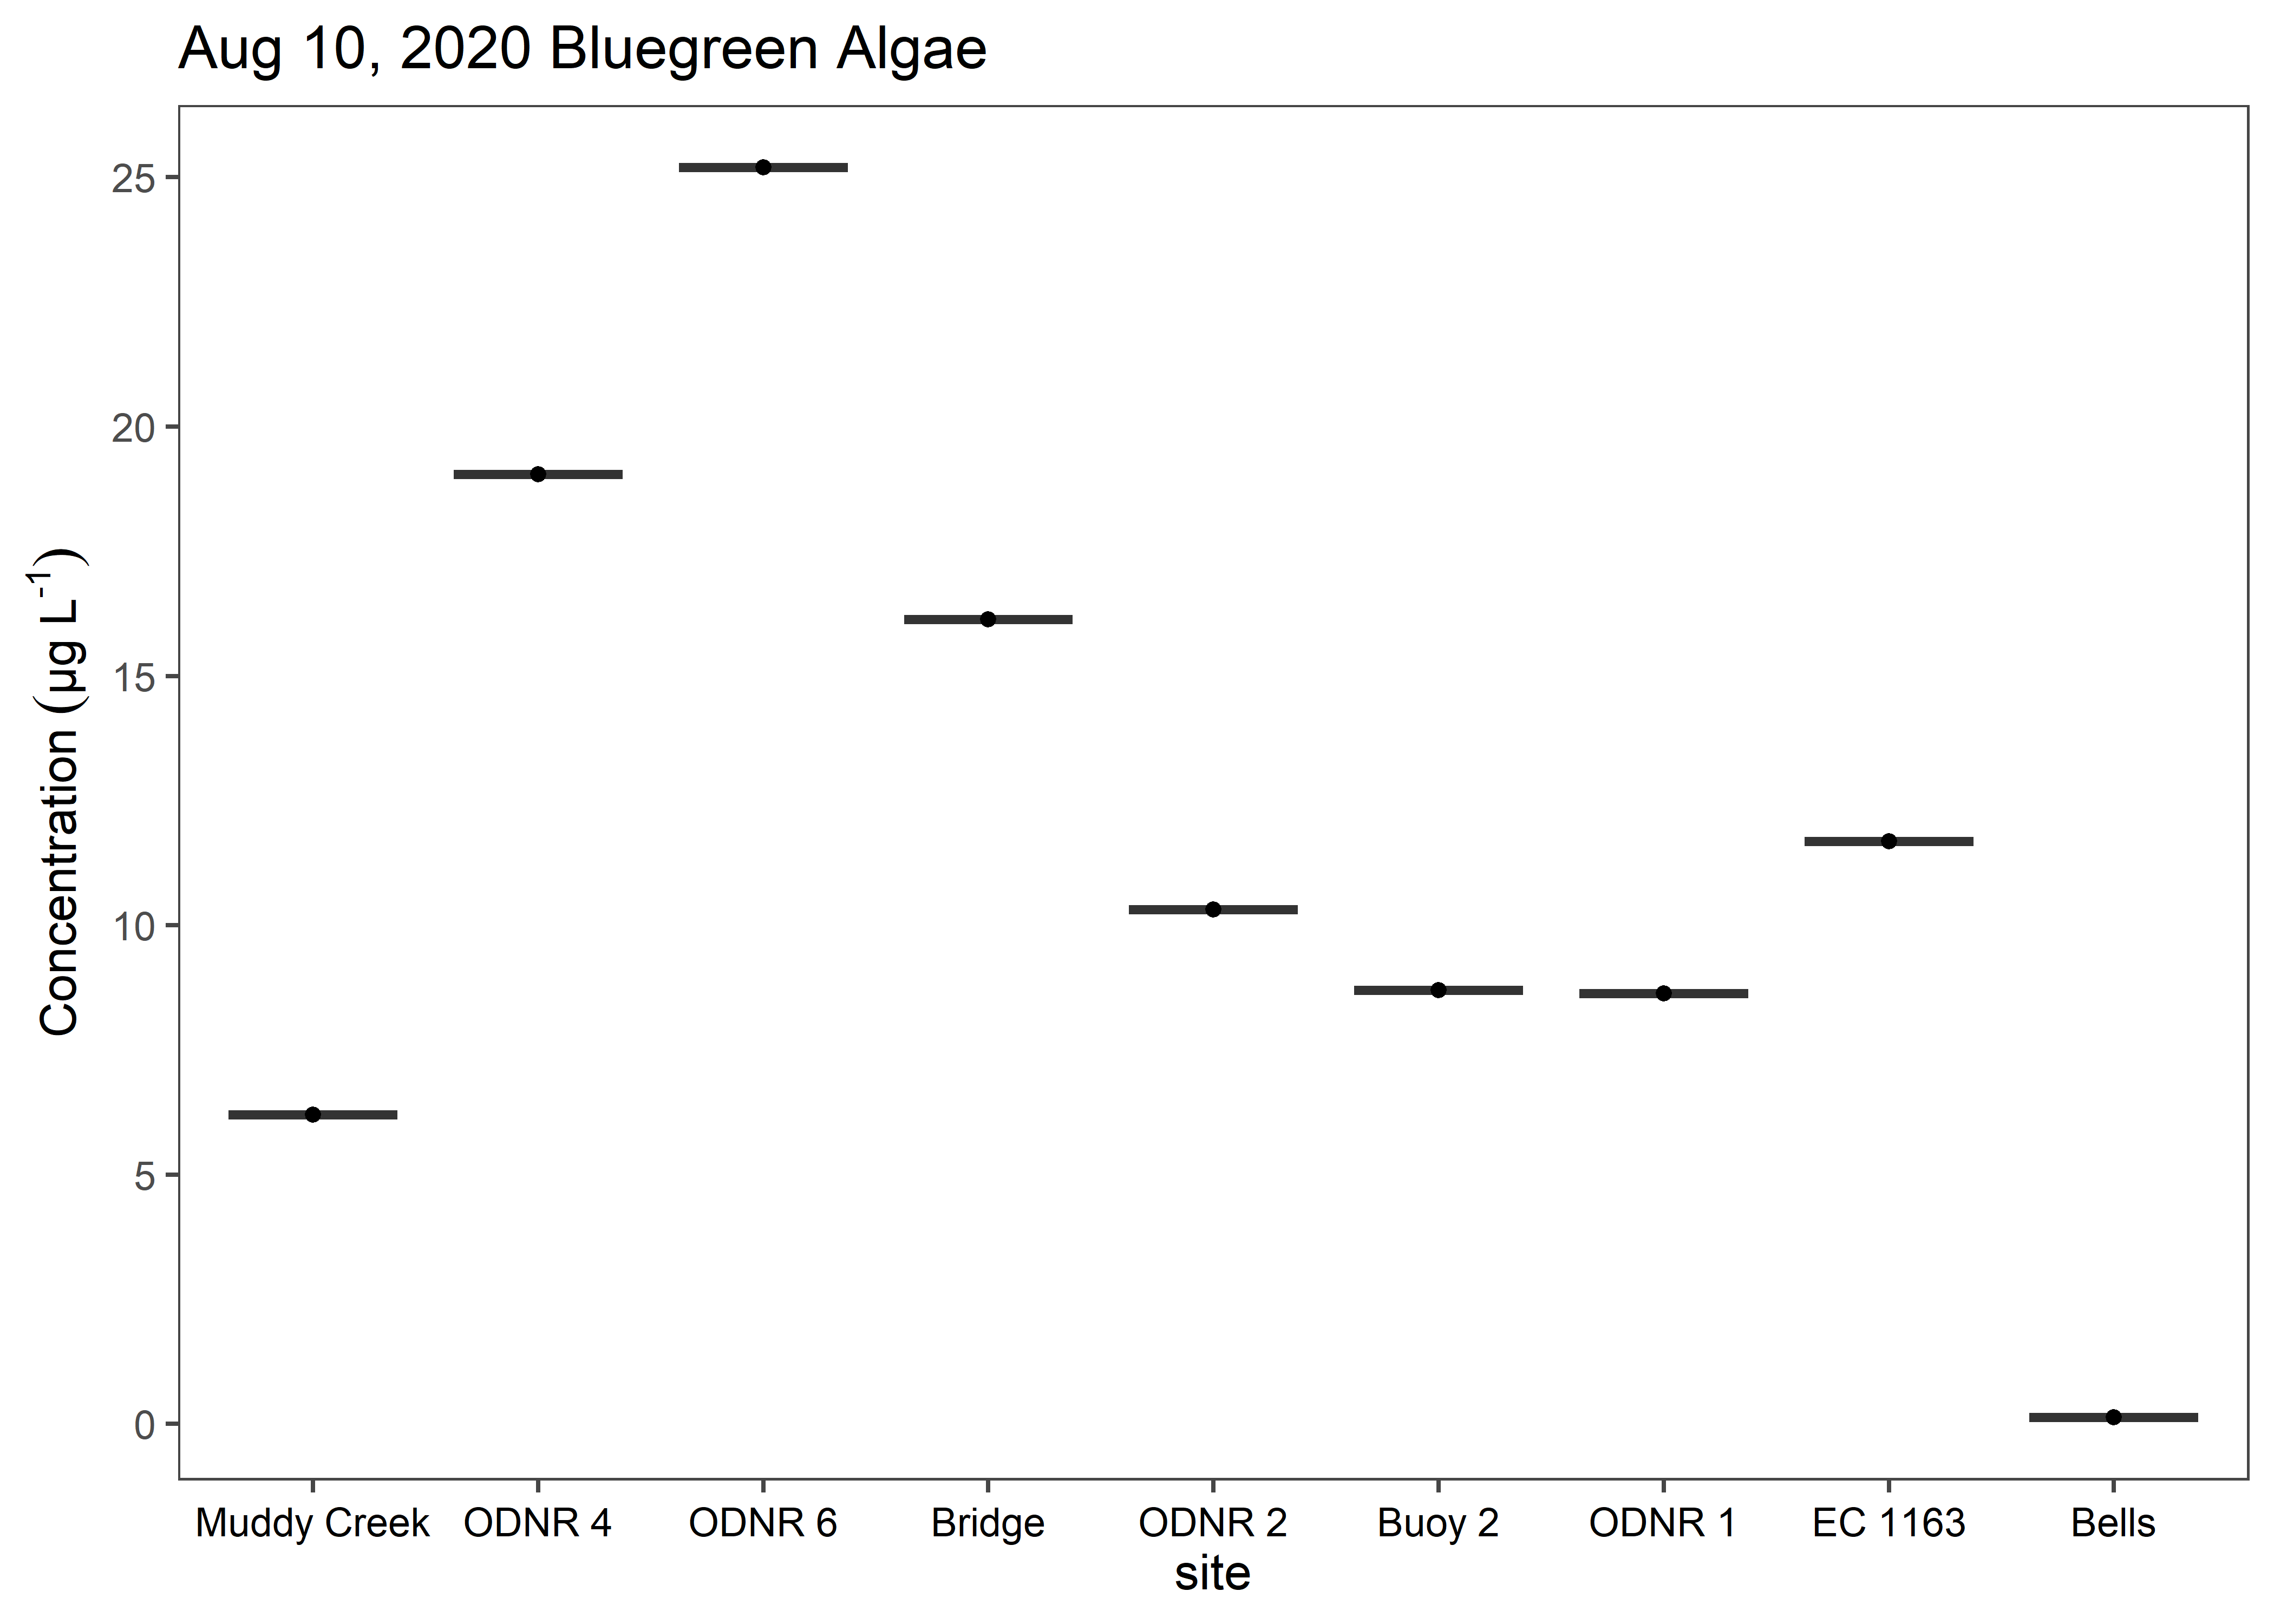 Aug 10, 2020 Bluegreen Algae
Concentration (µg L⁻¹)
25
20
15
10
5
0
Muddy Creek ODNR 4 ODNR 6 Bridge ODNR 2 Buoy 2 ODNR 1 EC 1163 Bells
site